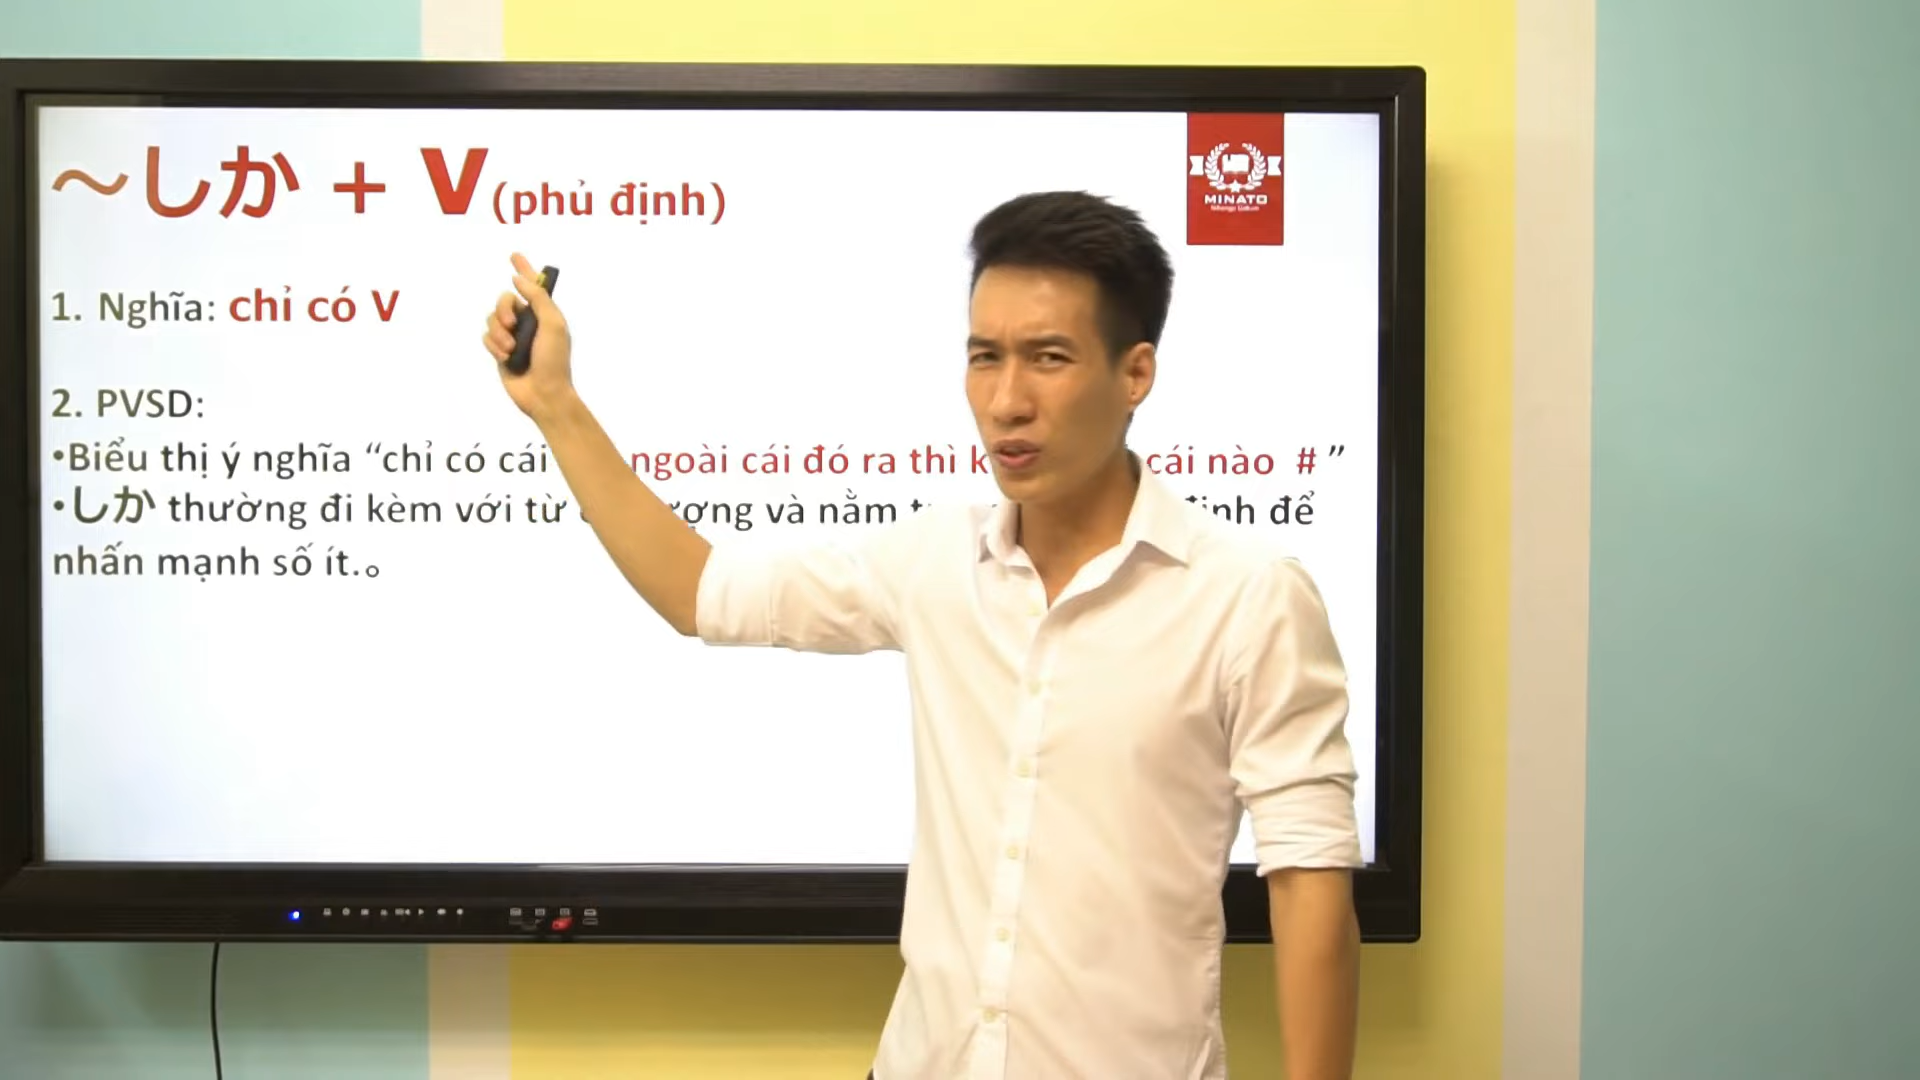 ～しか + V(phủ định)
MINATO
1. Nghĩa: chỉ có V
2. PVSD:
•Biểu thị ý nghĩa “chỉ có cái ngoài cái đó ra thì cái nào # ”
•しか thường đi kèm với từ và nằm để
nhấn mạnh số ít.。